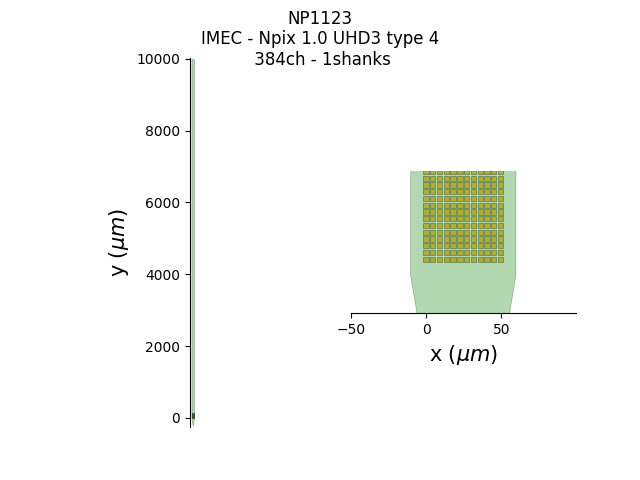 NP1123
IMEC - Npix 1.0 UHD3 type 4
384ch - 1shanks
10000
8000
6000
4000
2000
0
y (μm)
−50
0
50
x (μm)